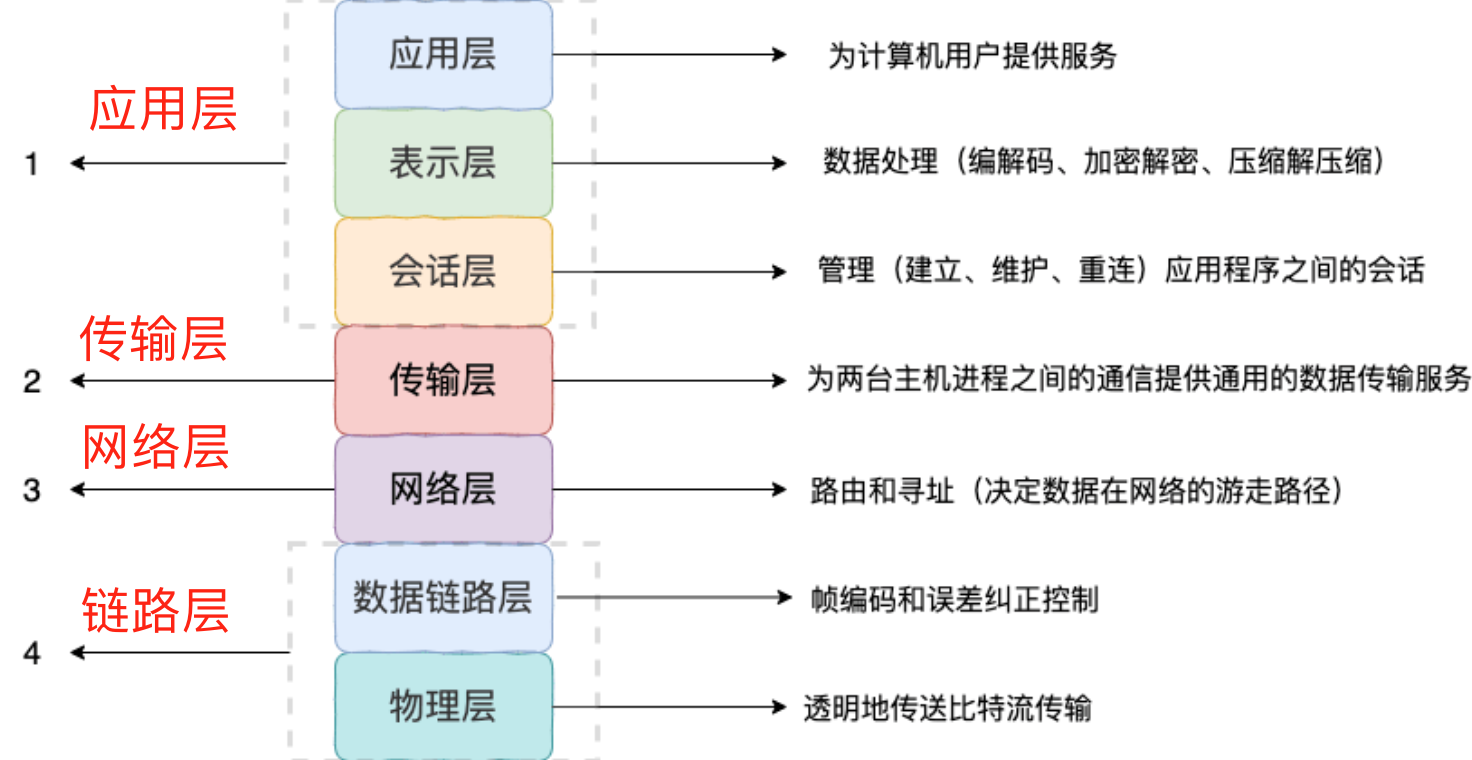 应用层
为计算机用户提供服务
应用层
1
表示层
数据处理（编解码、加密解密、压缩解压缩）
会话层
管理（建立、维护、重连）应用程序之间的会话
传输层
2
传输层
为两台主机进程之间的通信提供通用的数据传输服务
网络层
3
网络层
路由和寻址（决定数据在网络的游走路径）
链路层
4
数据链路层
帧编码和误差纠正控制
物理层
透明地传送比特流传输